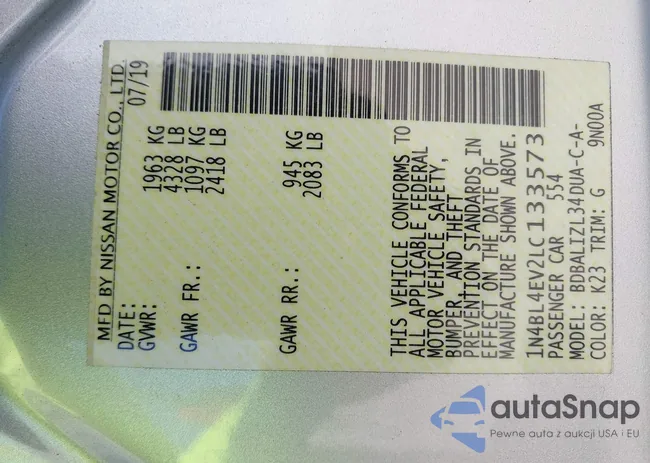 MFD BY NISSAN MOTOR CO., LTD.
DATE: 07/19
GVWR: 1963 KG
4328 LB
GAWR FR.: 1097 KG
2418 LB
GAWR RR.: 945 KG
2083 LB
THIS VEHICLE CONFORMS TO
ALL APPLICABLE FEDERAL
MOTOR VEHICLE SAFETY,
BUMPER, AND THEFT
PREVENTION STANDARDS IN
EFFECT ON THE DATE OF
MANUFACTURE SHOWN ABOVE.
1N4BL4EV2LC133573
PASSENGER CAR 554
MODEL: BDBALIZL34DUA-C-A-
COLOR: K23 TRIM: G 9N00A
autaSnap
Pewne auta z aukcji USA i EU